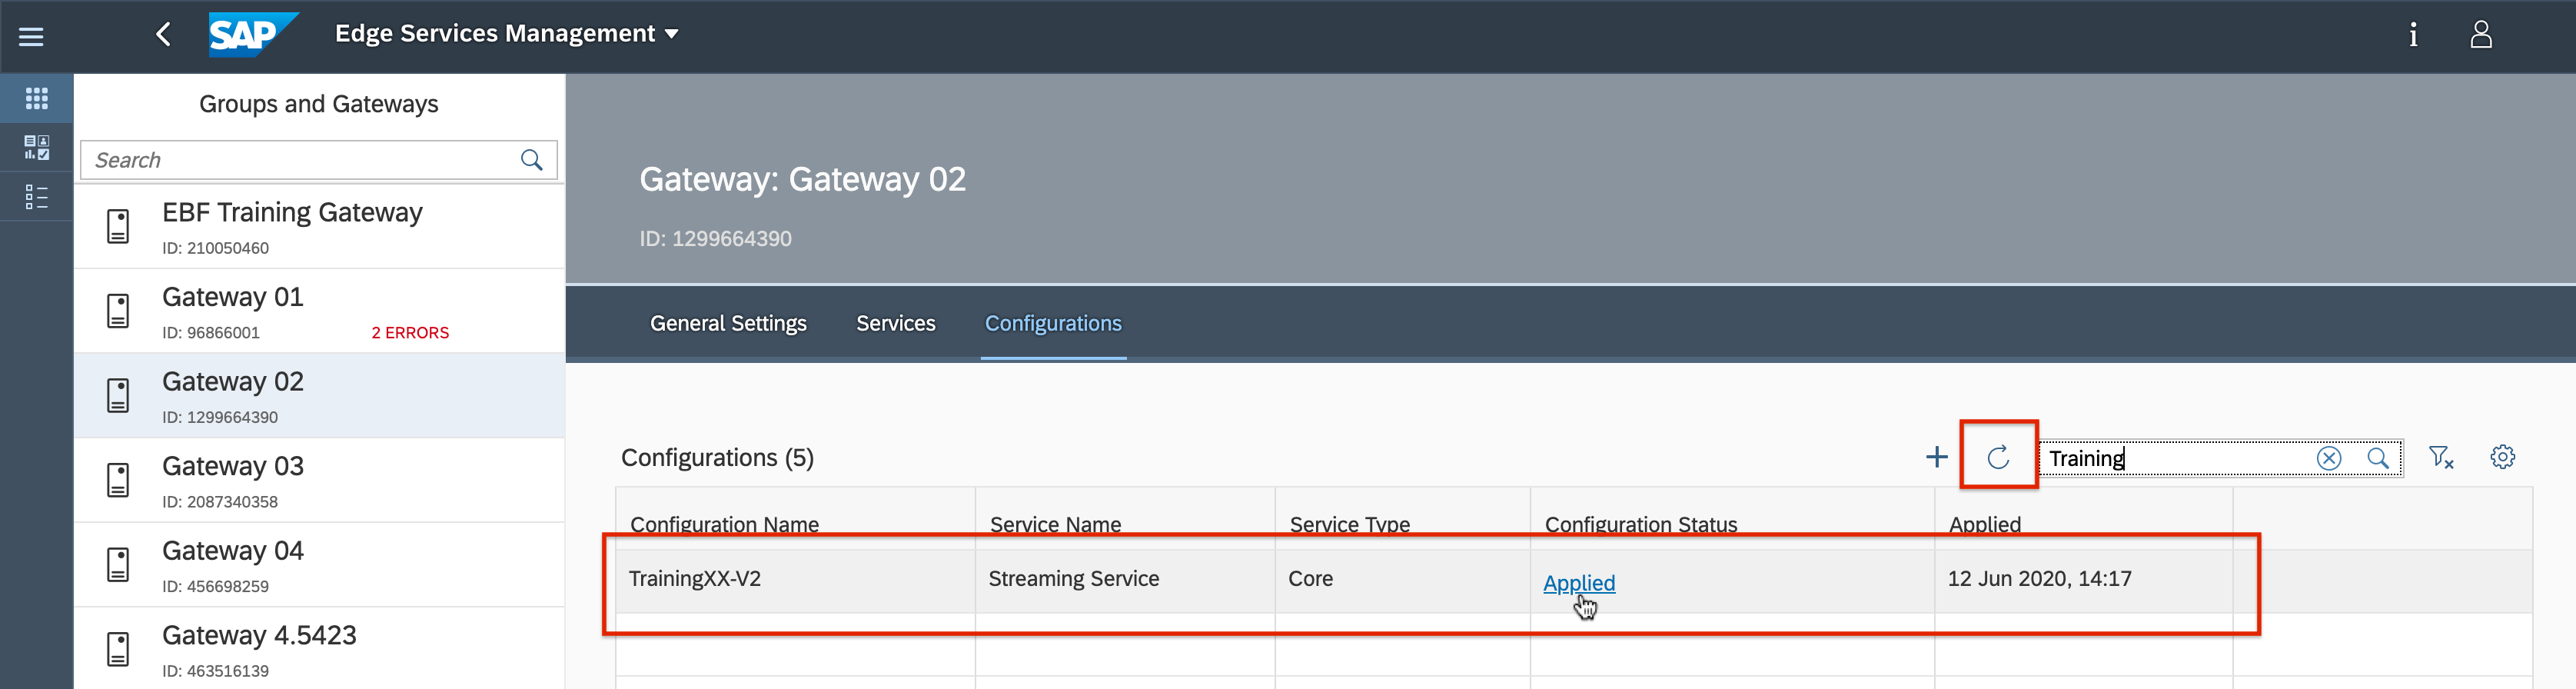 SAP
Edge Services Management
Groups and Gateways
Search
EBF Training Gateway
ID: 210050460
Gateway 01
ID: 96866001 2 ERRORS
Gateway 02
ID: 1299664390
Gateway 03
ID: 2087340358
Gateway 04
ID: 456698259
Gateway 4.5423
ID: 463516139
Gateway: Gateway 02
ID: 1299664390
General Settings Services Configurations
Configurations (5) Training
Configuration Name Service Name Service Type Configuration Status Applied
TrainingXX-V2 Streaming Service Core Applied 12 Jun 2020, 14:17